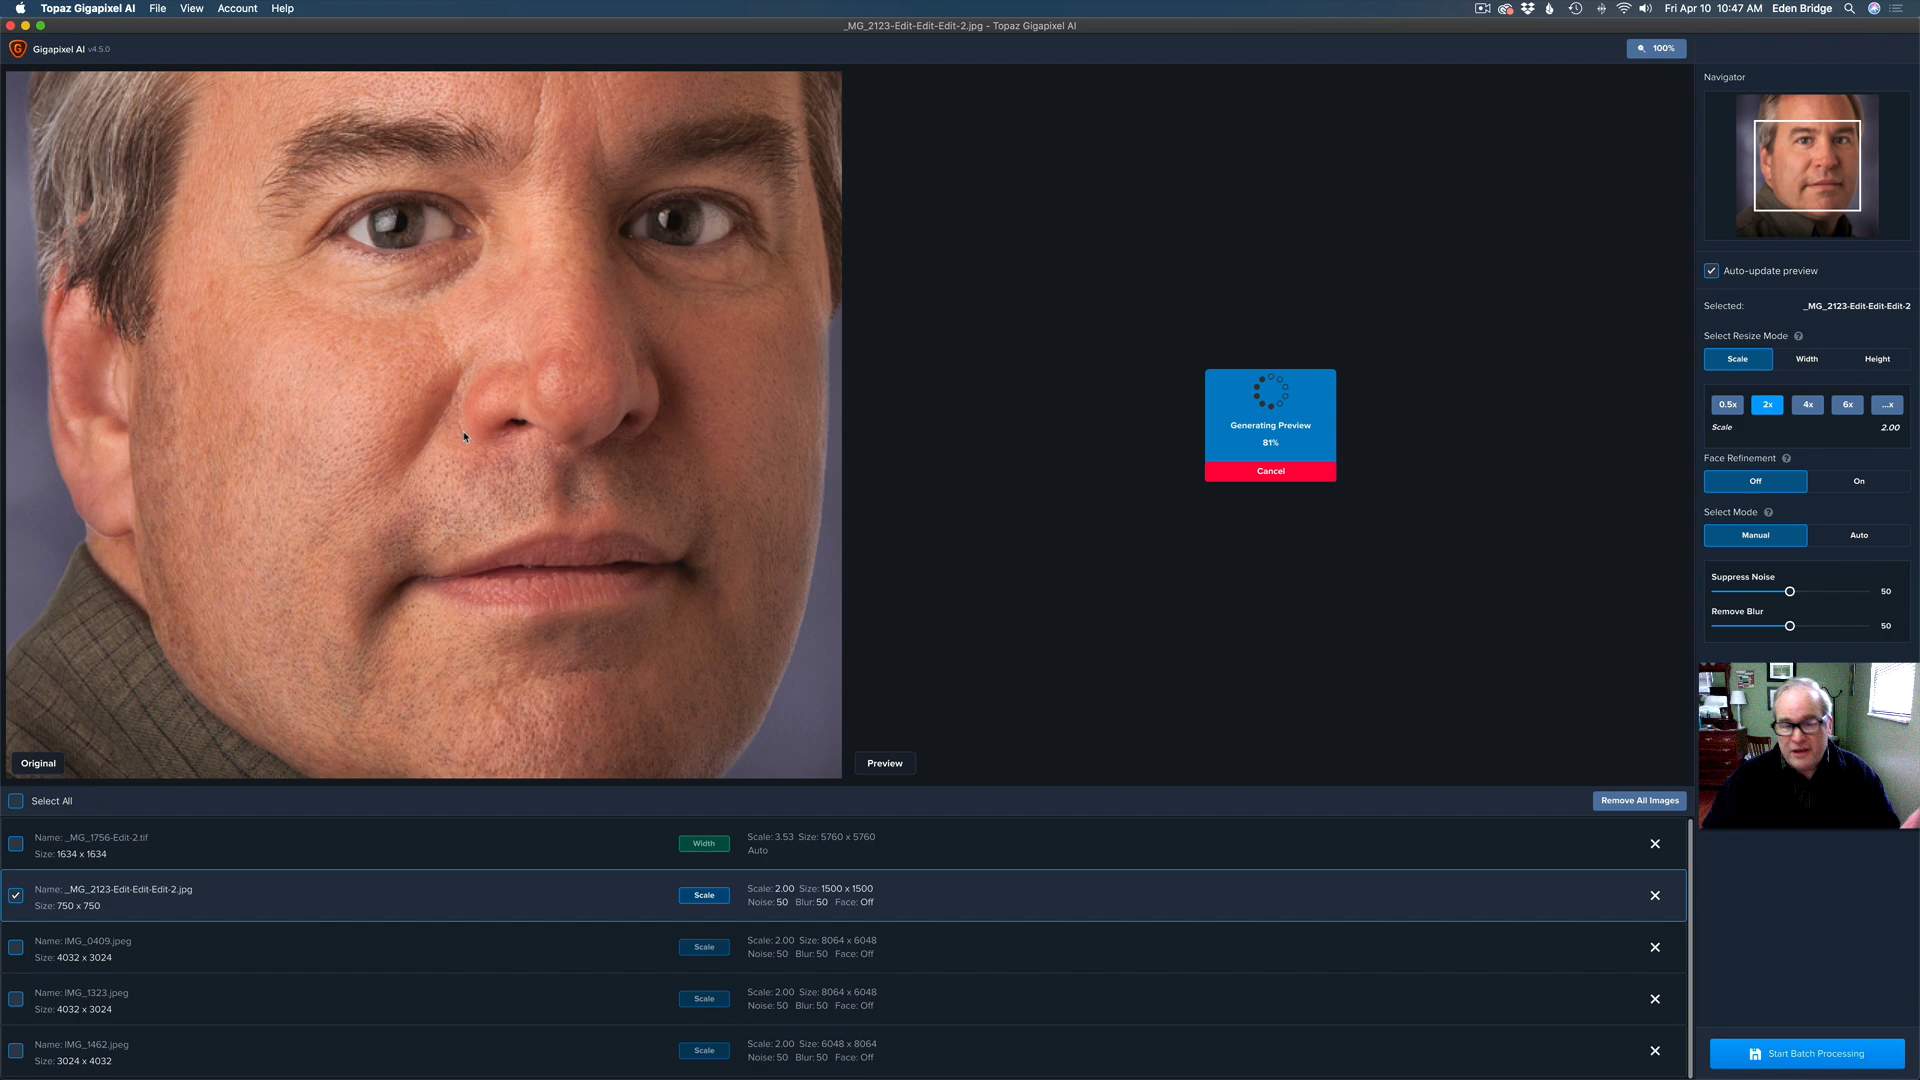 Topaz Gigapixel AI File View Account Help
Fri Apr 10 10:47 AM Eden Bridge
_MG_2123-Edit-Edit-Edit-2.jpg - Topaz Gigapixel AI
G Gigapixel AI v4.5.0
100%
Navigator
Auto-update preview
Selected: _MG_2123-Edit-Edit-Edit-2
Select Resize Mode ?
Scale Width Height
0.5x 2x 4x 6x ...x
Scale 2.00
Face Refinement ?
Off On
Select Mode ?
Manual Auto
Suppress Noise
50
Remove Blur
50
Generating Preview
81%
Cancel
Original
Preview
Select All
Remove All Images
Name: _MG_1756-Edit-2.tif
Size: 1634 x 1634
Width
Scale: 3.53 Size: 5760 x 5760
Auto
Name: _MG_2123-Edit-Edit-Edit-2.jpg
Size: 750 x 750
Scale
Scale: 2.00 Size: 1500 x 1500
Noise: 50 Blur: 50 Face: Off
Name: IMG_0409.jpeg
Size: 4032 x 3024
Scale
Scale: 2.00 Size: 8064 x 6048
Noise: 50 Blur: 50 Face: Off
Name: IMG_1323.jpeg
Size: 4032 x 3024
Scale
Scale: 2.00 Size: 8064 x 6048
Noise: 50 Blur: 50 Face: Off
Name: IMG_1462.jpeg
Size: 3024 x 4032
Scale
Scale: 2.00 Size: 6048 x 8064
Noise: 50 Blur: 50 Face: Off
Start Batch Processing